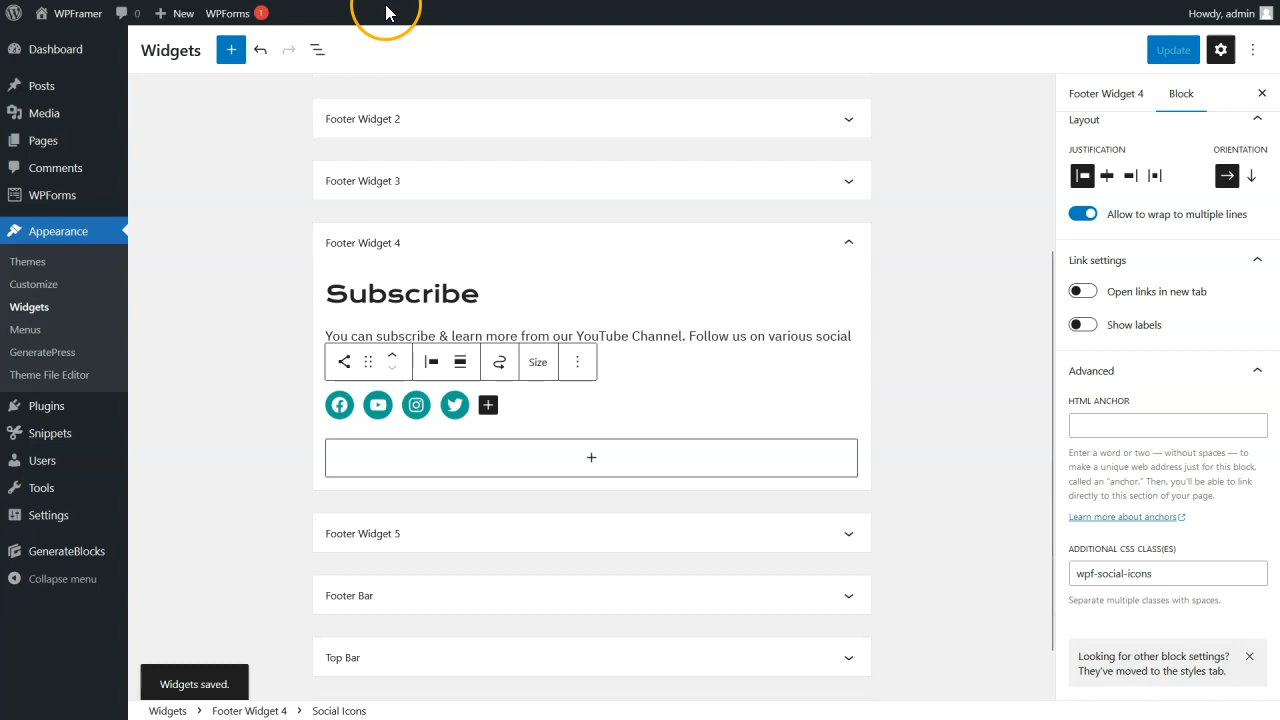 WPFramer
0
New
WPForms
1
Howdy, admin
Dashboard
Posts
Media
Pages
Comments
WPForms
Appearance
Themes
Customize
Widgets
Menus
GeneratePress
Theme File Editor
Plugins
Snippets
Users
Tools
Settings
GenerateBlocks
Collapse menu
Widgets
Update
Footer Widget 2
Footer Widget 3
Footer Widget 4
Subscribe
You can subscribe & learn more from our YouTube Channel. Follow us on various social
Size
Footer Widget 5
Footer Bar
Top Bar
Widgets saved.
Widgets
Footer Widget 4
Social Icons
Footer Widget 4
Block
Layout
JUSTIFICATION
ORIENTATION
Allow to wrap to multiple lines
Link settings
Open links in new tab
Show labels
Advanced
HTML ANCHOR
Enter a word or two — without spaces — to
make a unique web address just for this block,
called an “anchor.” Then, you’ll be able to link
directly to this section of your page.
Learn more about anchors
ADDITIONAL CSS CLASS(ES)
wpf-social-icons
Separate multiple classes with spaces.
Looking for other block settings?
They've moved to the styles tab.